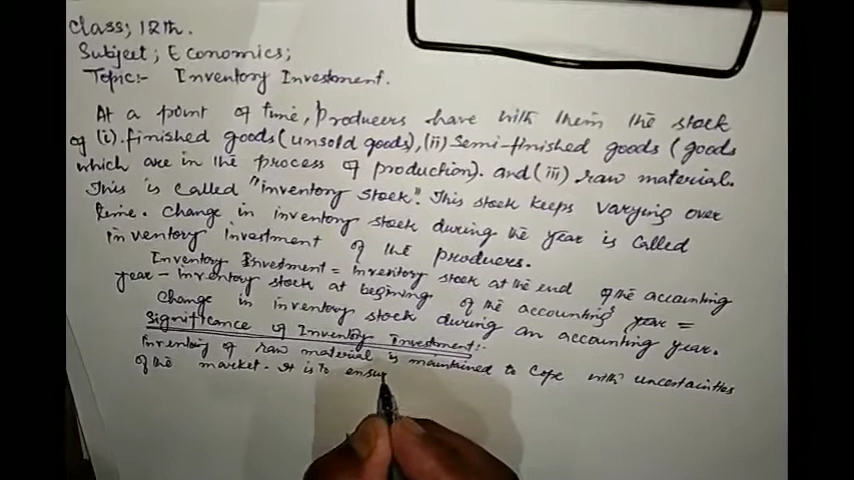 Class; 12th.
Subject; Economics;
Topic:- Inventory Investment.
At a point of time, producers have with them the stock
of (i). finished goods (unsold goods), (ii) Semi-finished goods (goods
which are in the process of production). and (iii) raw material.
This is called "inventory stock". This stock keeps varying over
time. Change in inventory stock during the year is called
inventory investment of the producers.
Inventory Investment = inventory stock at the end of the accounting
year - inventory stock at begining of the accounting year =
Change in inventory stock during an accounting year.
Significance of Inventory investment:-
Inventoiy of raw material is maintained to cope with uncertainities
of the market. It is to ensu